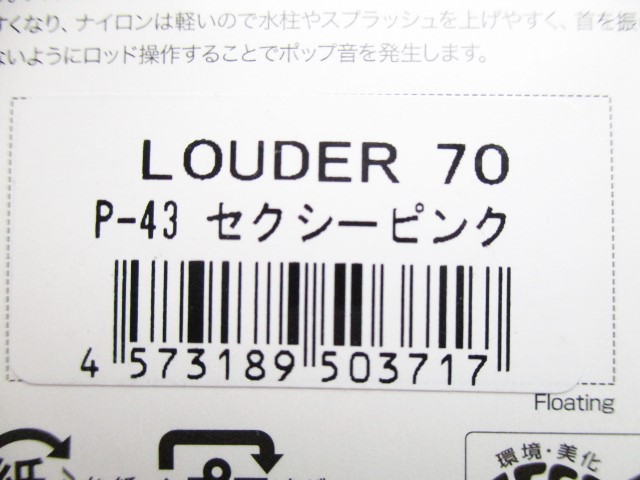 すくなり、ナイロンは軽いので水柱やスプラッシュを上げやすく、首を振
ないようにロッド操作することでポップ音を発生します。
LOUDER 70
P-43 セクシーピンク
4 573189 503717
Floating
環境・美化
紙